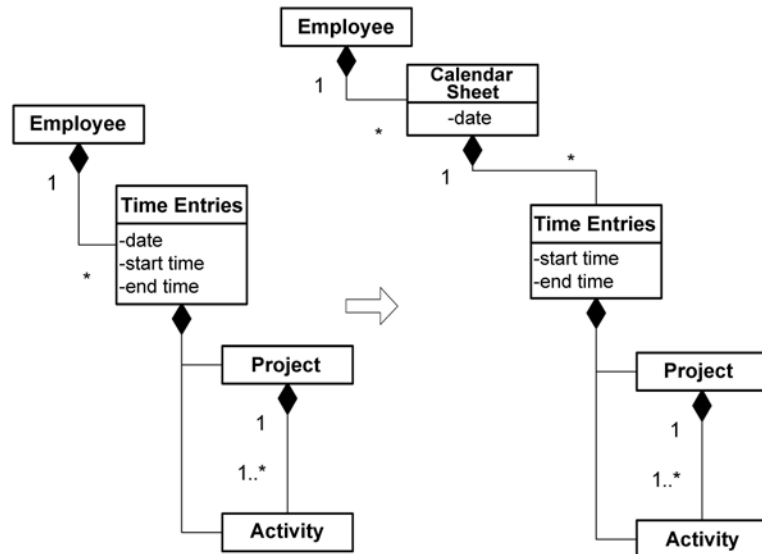 Employee
1
*
Time Entries
-date
-start time
-end time
Project
1
1..*
Activity
Employee
1
*
Calendar
Sheet
-date
1
*
Time Entries
-start time
-end time
Project
1
1..*
Activity